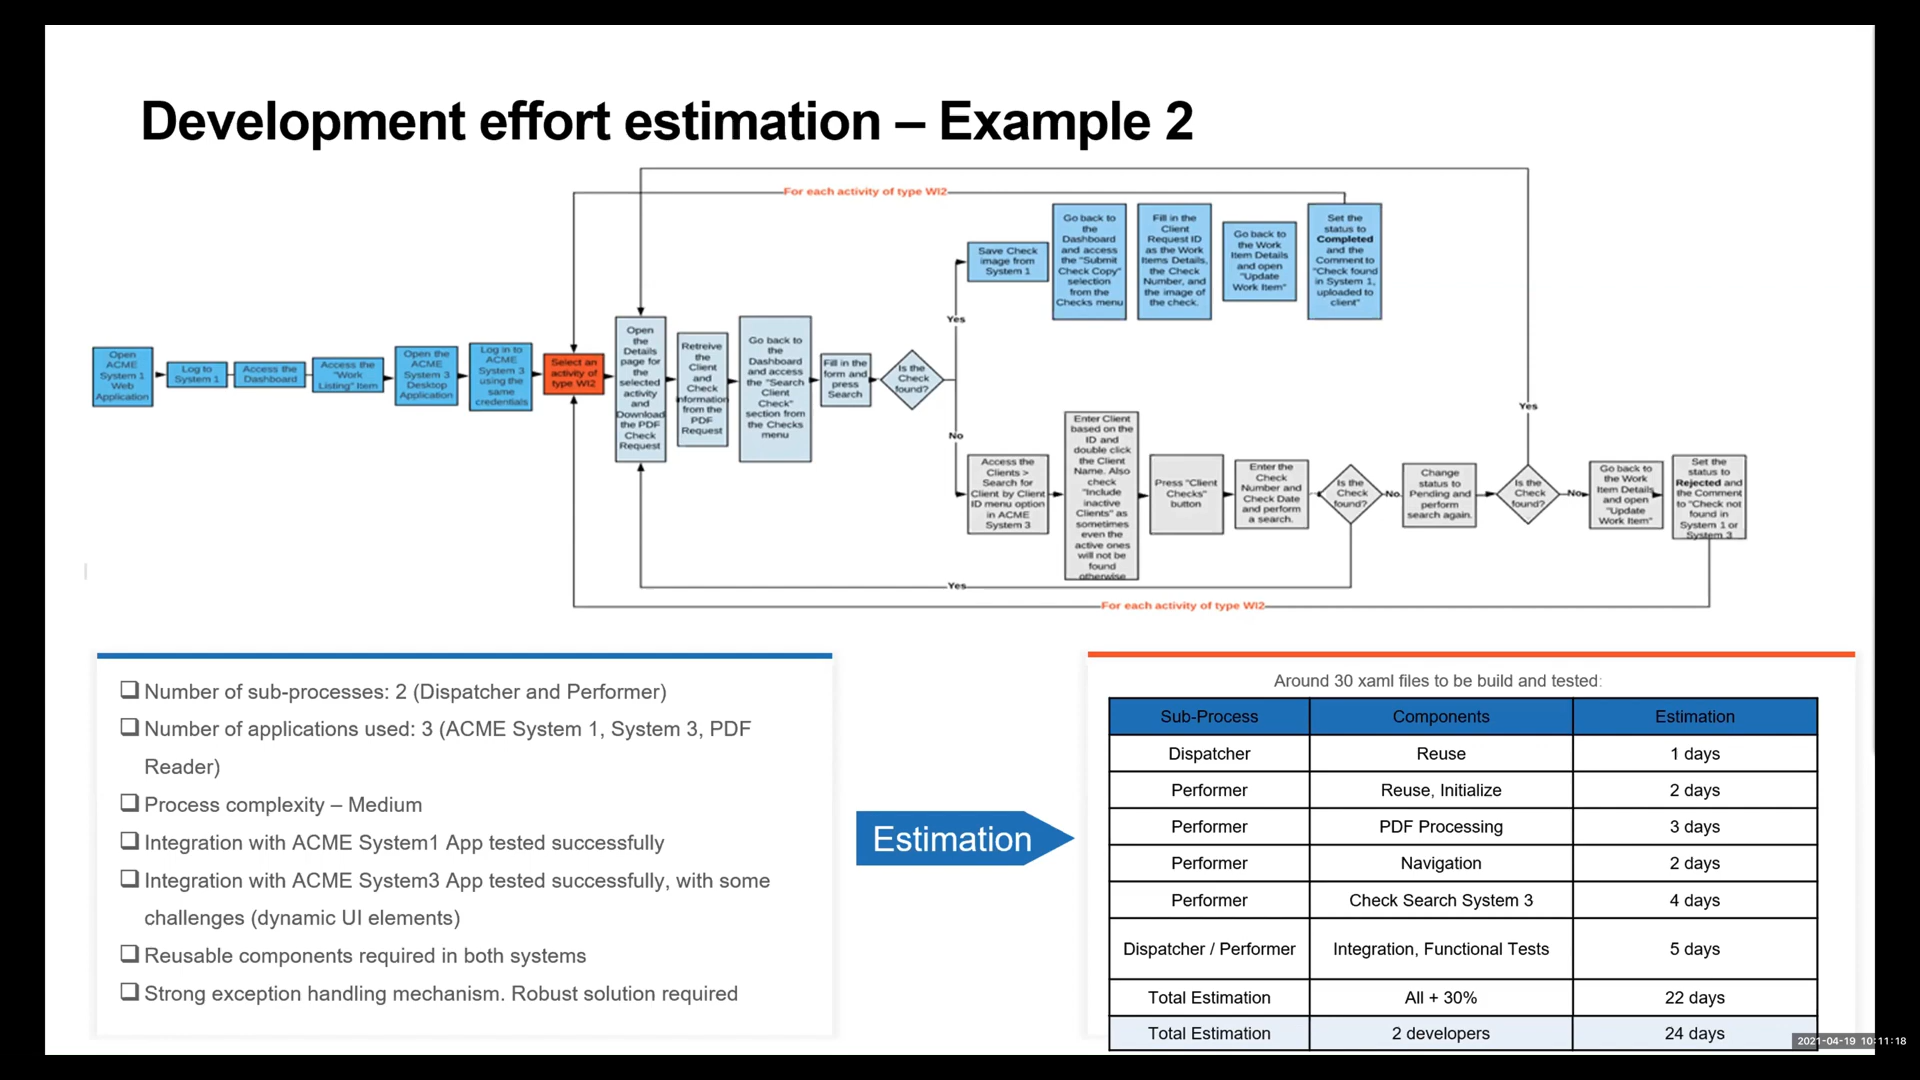 Development effort estimation – Example 2
For each activity of type WI2
Open
ACME
System 1
Web
Application
Log to
System 1
Access the
Dashboard
Access the
"Work
Listing" Item
Open the
ACME
System 3
Desktop
Application
Log in to
ACME
System 3
using the
same
credentials
Select an
activity of
type WI2
Open
the
Details
page for
the
selected
activity
and
Download
the PDF
Check
Request
Retreive
the
Client
and
Check
information
from the
PDF
Request
Go back to
the
Dashboard
and access
the "Search
Client
Check"
section from
the Checks
menu
Fill in the
form and
press
Search
Is the
Check
found?
Yes
Save Check
image from
System 1
Go back to
the
Dashboard
and access
the "Submit
Check Copy"
selection
from the
Checks menu
Fill in the
Client
Request ID
as the Work
Items Details,
the Check
Number, and
the image of
the check.
Go back to
the Work
Item Details
and open
"Update
Work Item"
Set the
status to
Completed
and the
Comment to
"Check found
in System 1,
uploaded to
client"
No
Access the
Clients >
Search for
Client by Client
ID menu option
in ACME
System 3
Enter Client
based on the
ID and
double click
the Client
Name. Also
check
"Include
inactive
Clients" as
sometimes
even the
active ones
will not be
found
otherwise
Press "Client
Checks"
button
Enter the
Check
Number and
Check Date
and perform
a search.
Is the
Check
found?
No
Change
status to
Pending and
perform
search again.
Is the
Check
found?
Yes
No
Go back to
the Work
Item Details
and open
"Update
Work Item"
Set the
status to
Rejected and
the Comment
to "Check not
found in
System 1 or
System 3
Yes
For each activity of type WI2
Number of sub-processes: 2 (Dispatcher and Performer)
Number of applications used: 3 (ACME System 1, System 3, PDF
Reader)
Process complexity – Medium
Integration with ACME System1 App tested successfully
Integration with ACME System3 App tested successfully, with some
challenges (dynamic UI elements)
Reusable components required in both systems
Strong exception handling mechanism. Robust solution required
Estimation
Around 30 xaml files to be build and tested:
Sub-Process Components Estimation
Dispatcher Reuse 1 days
Performer Reuse, Initialize 2 days
Performer PDF Processing 3 days
Performer Navigation 2 days
Performer Check Search System 3 4 days
Dispatcher / Performer Integration, Functional Tests 5 days
Total Estimation All + 30% 22 days
Total Estimation 2 developers 24 days
2021-04-19 10:11:18